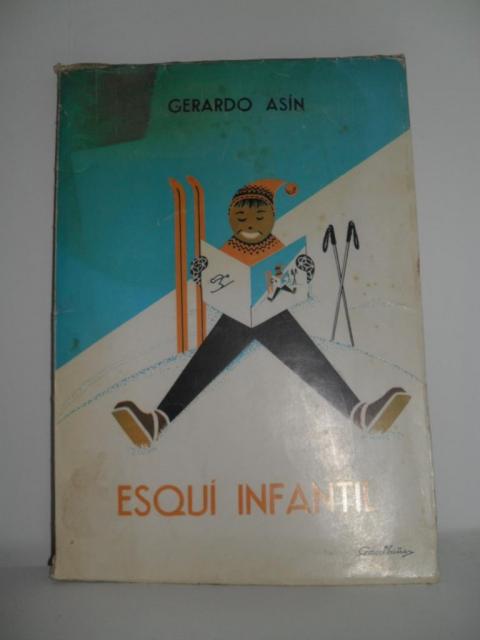 GERARDO ASÍN
ESQUÍ INFANTIL